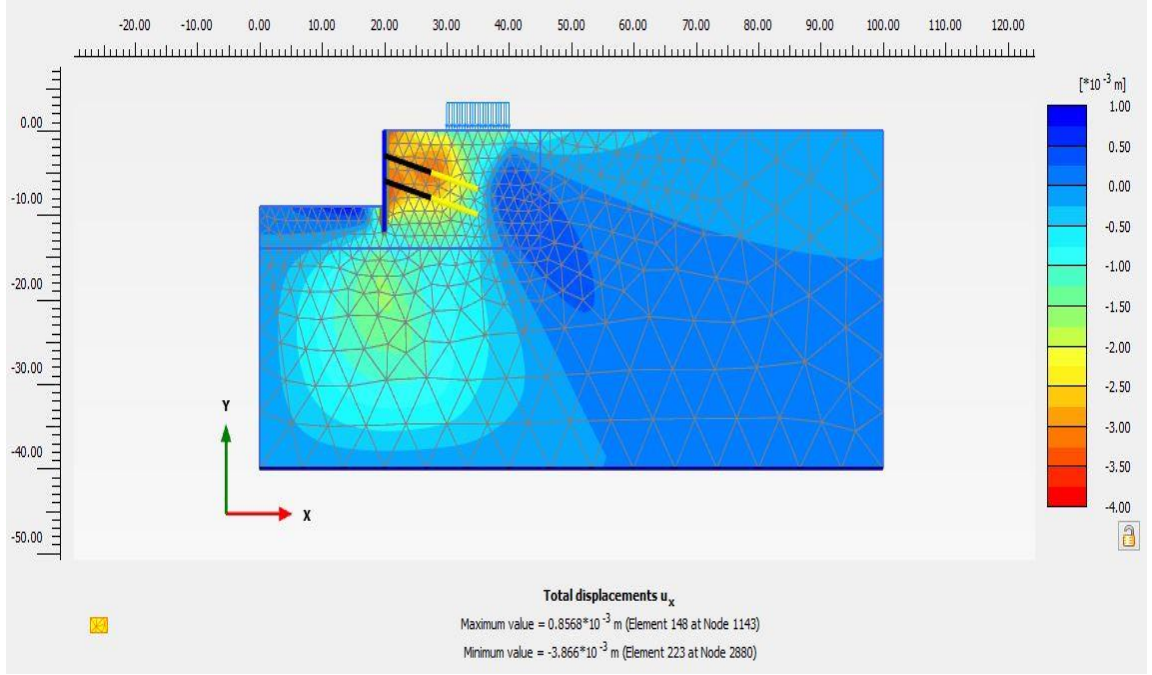 -20.00 -10.00 0.00 10.00 20.00 30.00 40.00 50.00 60.00 70.00 80.00 90.00 100.00 110.00 120.00
[*10⁻³ m]
1.00
0.50
0.00
-0.50
-1.00
-1.50
-2.00
-2.50
-3.00
-3.50
-4.00
0.00
-10.00
-20.00
-30.00
-40.00
-50.00
Y
X
Total displacements uₓ
Maximum value = 0.8568*10⁻³ m (Element 148 at Node 1143)
Minimum value = -3.866*10⁻³ m (Element 223 at Node 2880)